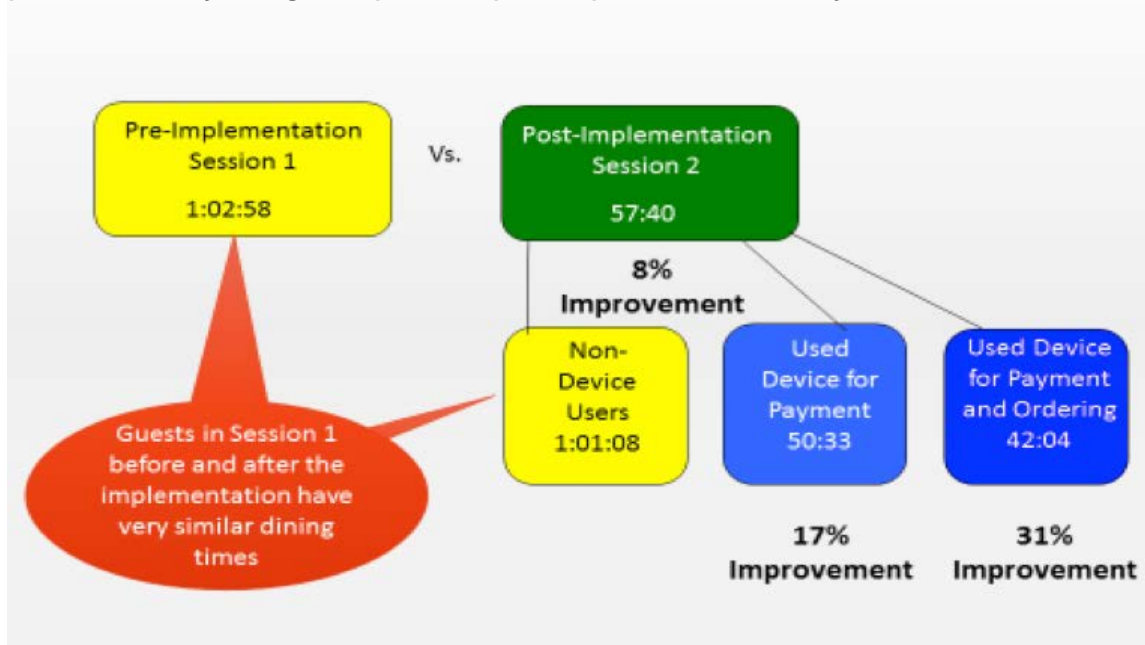 Pre-Implementation
Session 1
1:02:58
Vs.
Post-Implementation
Session 2
57:40
8%
Improvement
Non-
Device
Users
1:01:08
Used
Device for
Payment
50:33
Used Device
for Payment
and Ordering
42:04
Guests in Session 1
before and after the
implementation have
very similar dining
times
17%
Improvement
31%
Improvement